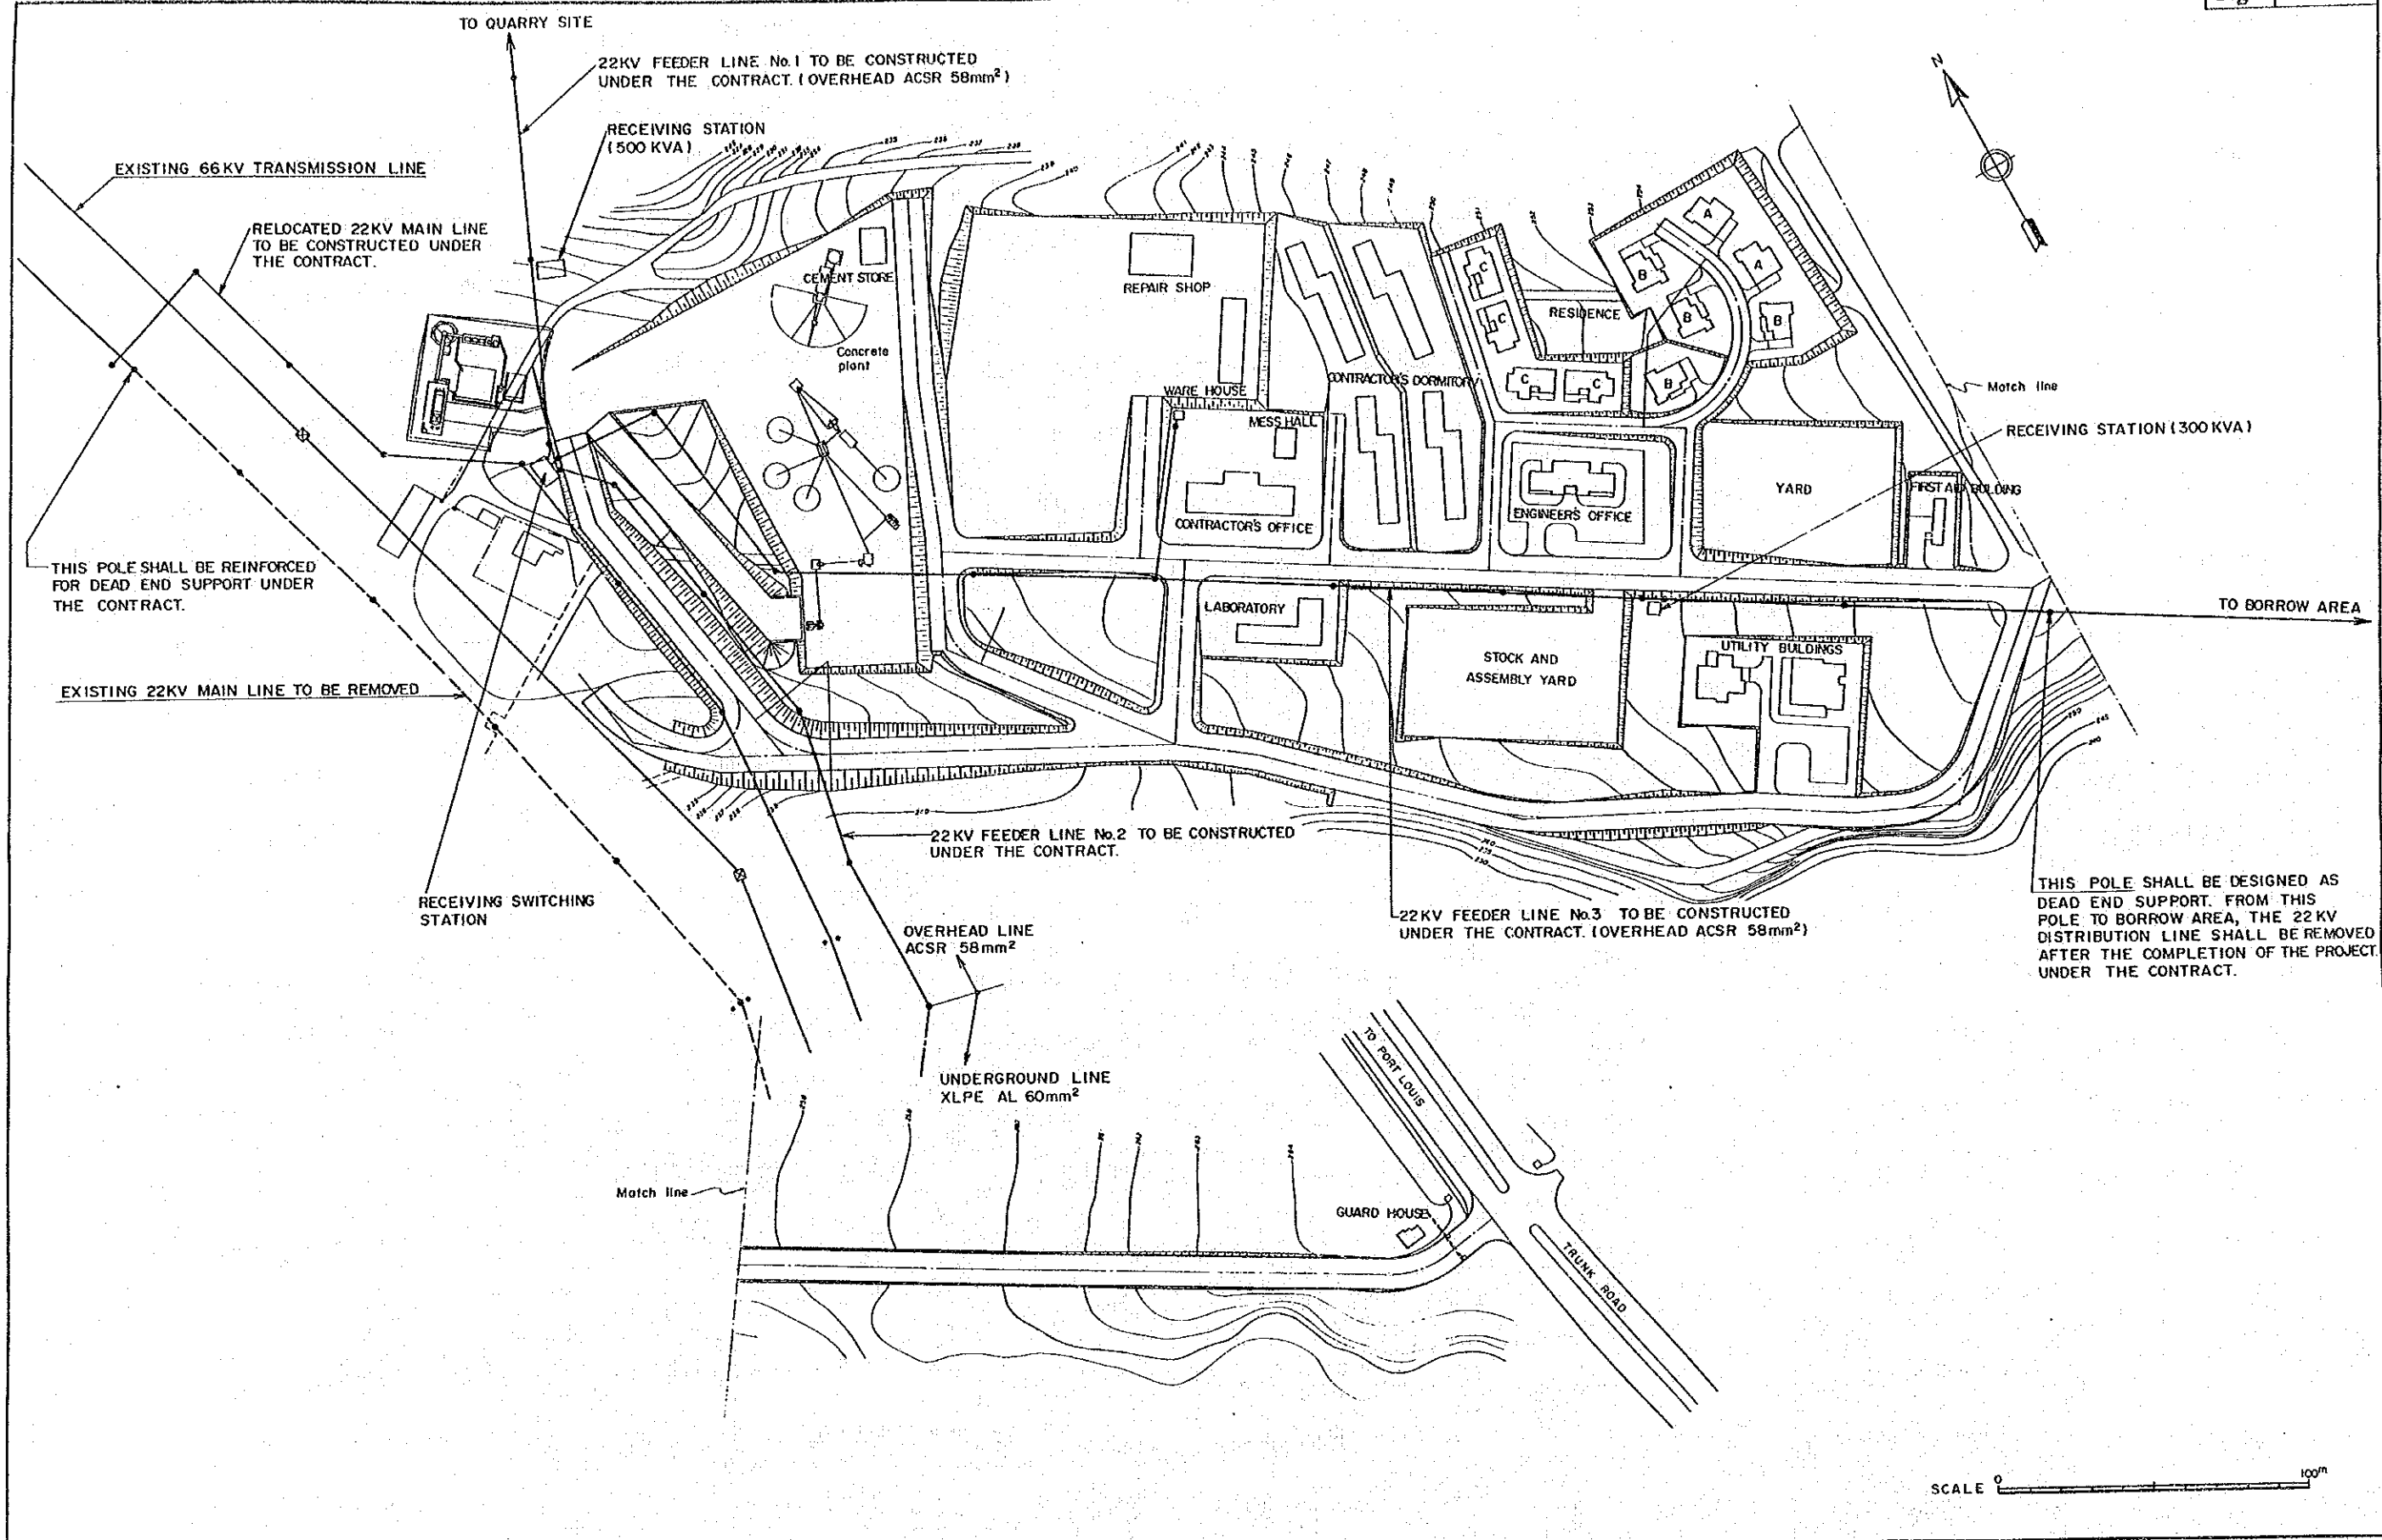 TO QUARRY SITE
22KV FEEDER LINE No.1 TO BE CONSTRUCTED
UNDER THE CONTRACT. (OVERHEAD ACSR 58mm²)
RECEIVING STATION
(500 KVA)
N
EXISTING 66KV TRANSMISSION LINE
RELOCATED 22KV MAIN LINE
TO BE CONSTRUCTED UNDER
THE CONTRACT.
235
236
237
238
239
240
CEMENT STORE
Concrete
plant
REPAIR SHOP
WARE HOUSE
MESS HALL
CONTRACTOR'S OFFICE
CONTRACTOR'S DORMITORY
RESIDENCE
A
A
B
B
B
B
C
C
C
C
Match line
RECEIVING STATION (300 KVA)
YARD
FIRST AID BUILDING
ENGINEER'S OFFICE
THIS POLE SHALL BE REINFORCED
FOR DEAD END SUPPORT UNDER
THE CONTRACT.
LABORATORY
TO BORROW AREA
STOCK AND
ASSEMBLY YARD
UTILITY BUILDINGS
EXISTING 22KV MAIN LINE TO BE REMOVED
22KV FEEDER LINE No.2 TO BE CONSTRUCTED
UNDER THE CONTRACT.
RECEIVING SWITCHING
STATION
OVERHEAD LINE
ACSR 58mm²
22KV FEEDER LINE No.3 TO BE CONSTRUCTED
UNDER THE CONTRACT. (OVERHEAD ACSR 58mm²)
THIS POLE SHALL BE DESIGNED AS
DEAD END SUPPORT. FROM THIS
POLE TO BORROW AREA, THE 22KV
DISTRIBUTION LINE SHALL BE REMOVED
AFTER THE COMPLETION OF THE PROJECT
UNDER THE CONTRACT.
UNDERGROUND LINE
XLPE AL 60mm²
TO PORT LOUIS
Match line
GUARD HOUSE
TRUNK ROAD
SCALE 0 100m